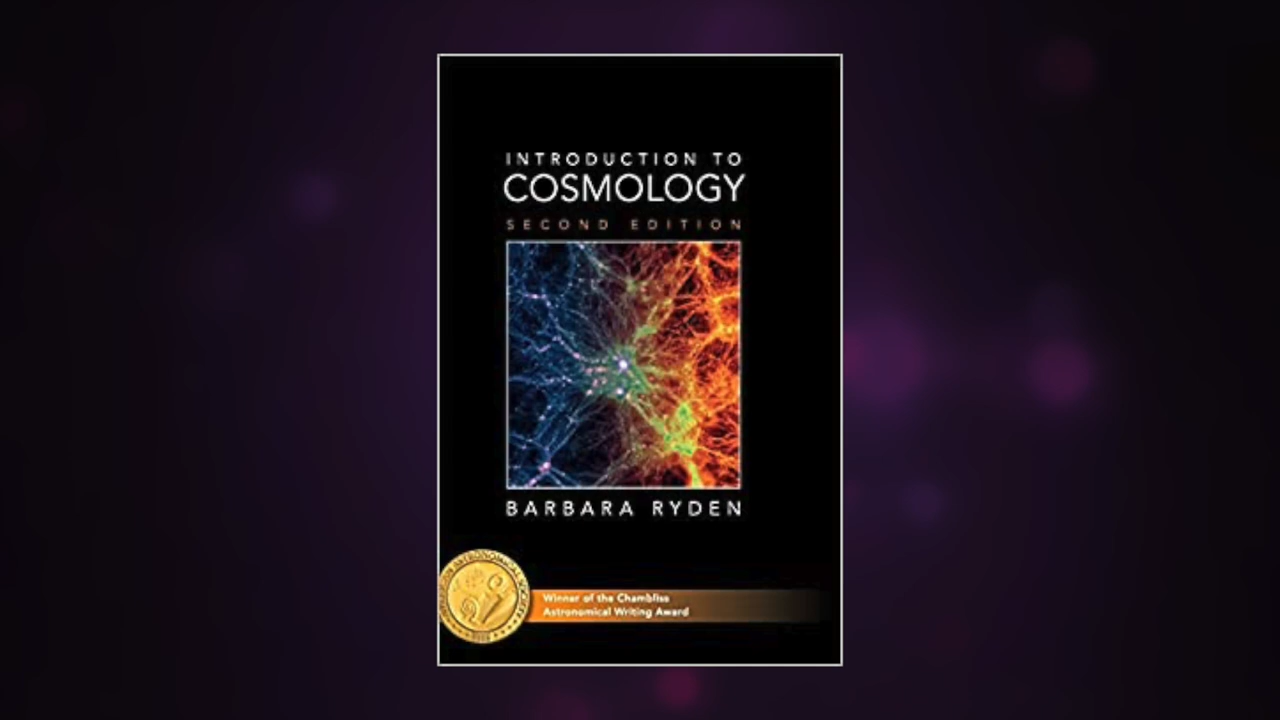 INTRODUCTION TO
COSMOLOGY
SECOND EDITION
BARBARA RYDEN
Winner of the Chambliss
Astronomical Writing Award